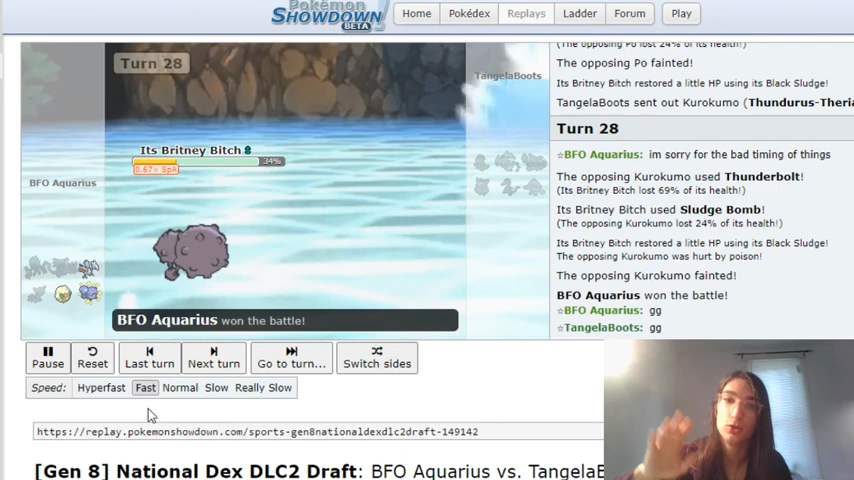 Pokémon
SHOWDOWN!
BETA
Home
Pokédex
Replays
Ladder
Forum
Play
Turn 28
BFO Aquarius
TangelaBoots
Its Britney Bitch
34%
0.67× SpA
BFO Aquarius won the battle!
(The opposing Po lost 24% of its health!)
The opposing Po fainted!
Its Britney Bitch restored a little HP using its Black Sludge!
TangelaBoots sent out Kurokumo (Thundurus-Theria
Turn 28
☆BFO Aquarius: im sorry for the bad timing of things
The opposing Kurokumo used Thunderbolt!
(Its Britney Bitch lost 69% of its health!)
Its Britney Bitch used Sludge Bomb!
(The opposing Kurokumo lost 24% of its health!)
Its Britney Bitch restored a little HP using its Black Sludge!
The opposing Kurokumo was hurt by poison!
The opposing Kurokumo fainted!
BFO Aquarius won the battle!
☆BFO Aquarius: gg
☆TangelaBoots: gg
Pause
Reset
Last turn
Next turn
Go to turn...
Switch sides
Speed: Hyperfast Fast Normal Slow Really Slow
https://replay.pokemonshowdown.com/sports-gen8nationaldexdlc2draft-149142
[Gen 8] National Dex DLC2 Draft: BFO Aquarius vs. TangelaB